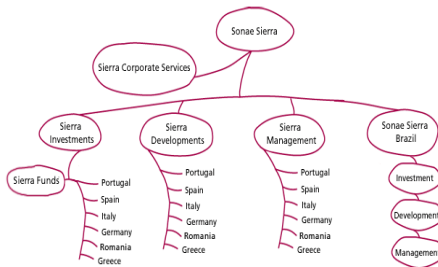 Sonae Sierra
Sierra Corporate Services
Sierra
Investments
Sierra
Developments
Sierra
Management
Sonae Sierra
Brazil
Sierra Funds
Portugal
Spain
Italy
Germany
Romania
Greece
Portugal
Spain
Italy
Germany
Romania
Greece
Portugal
Spain
Italy
Germany
Romania
Greece
Investment
Development
Management